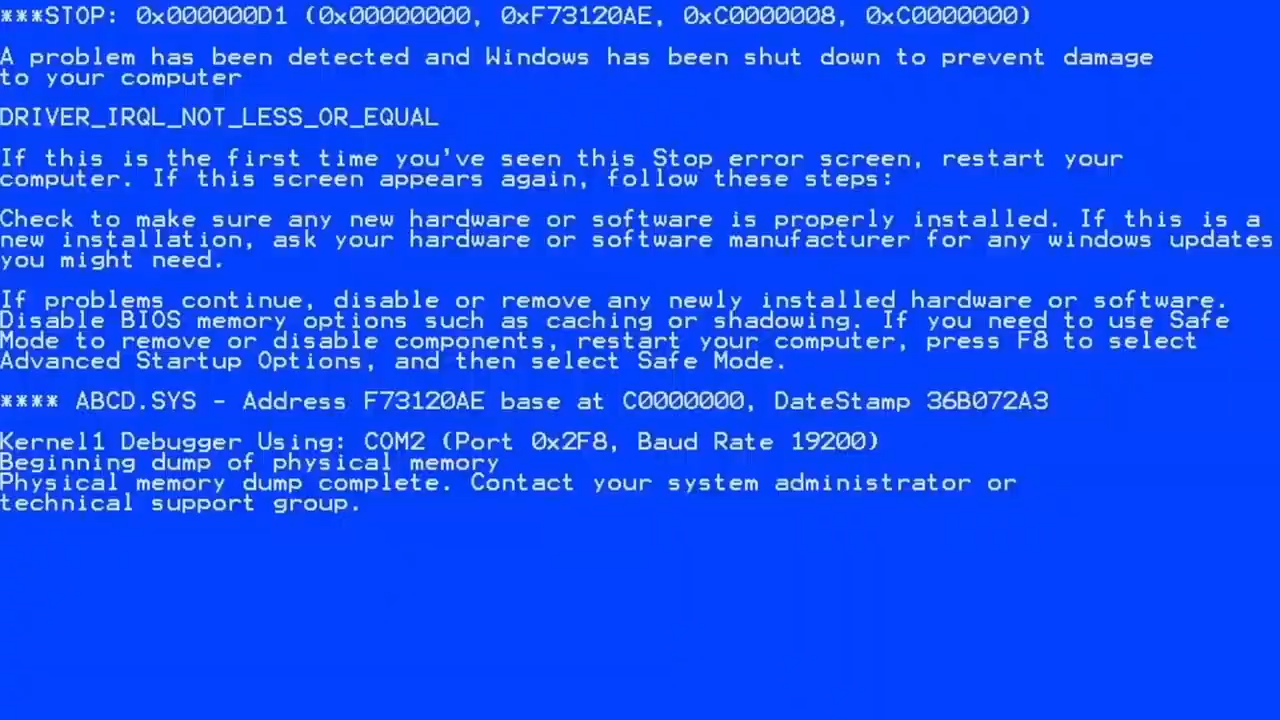 ***STOP: 0x000000D1 (0x00000000, 0xF73120AE, 0xC0000008, 0xC0000000)
A problem has been detected and Windows has been shut down to prevent damage
to your computer
DRIVER_IRQL_NOT_LESS_OR_EQUAL
If this is the first time you've seen this Stop error screen, restart your
computer. If this screen appears again, follow these steps:
Check to make sure any new hardware or software is properly installed. If this is a
new installation, ask your hardware or software manufacturer for any windows updates
you might need.
If problems continue, disable or remove any newly installed hardware or software.
Disable BIOS memory options such as caching or shadowing. If you need to use Safe
Mode to remove or disable components, restart your computer, press F8 to select
Advanced Startup Options, and then select Safe Mode.
**** ABCD.SYS - Address F73120AE base at C0000000, DateStamp 36B072A3
Kernel1 Debugger Using: COM2 (Port 0x2F8, Baud Rate 19200)
Beginning dump of physical memory
Physical memory dump complete. Contact your system administrator or
technical support group.